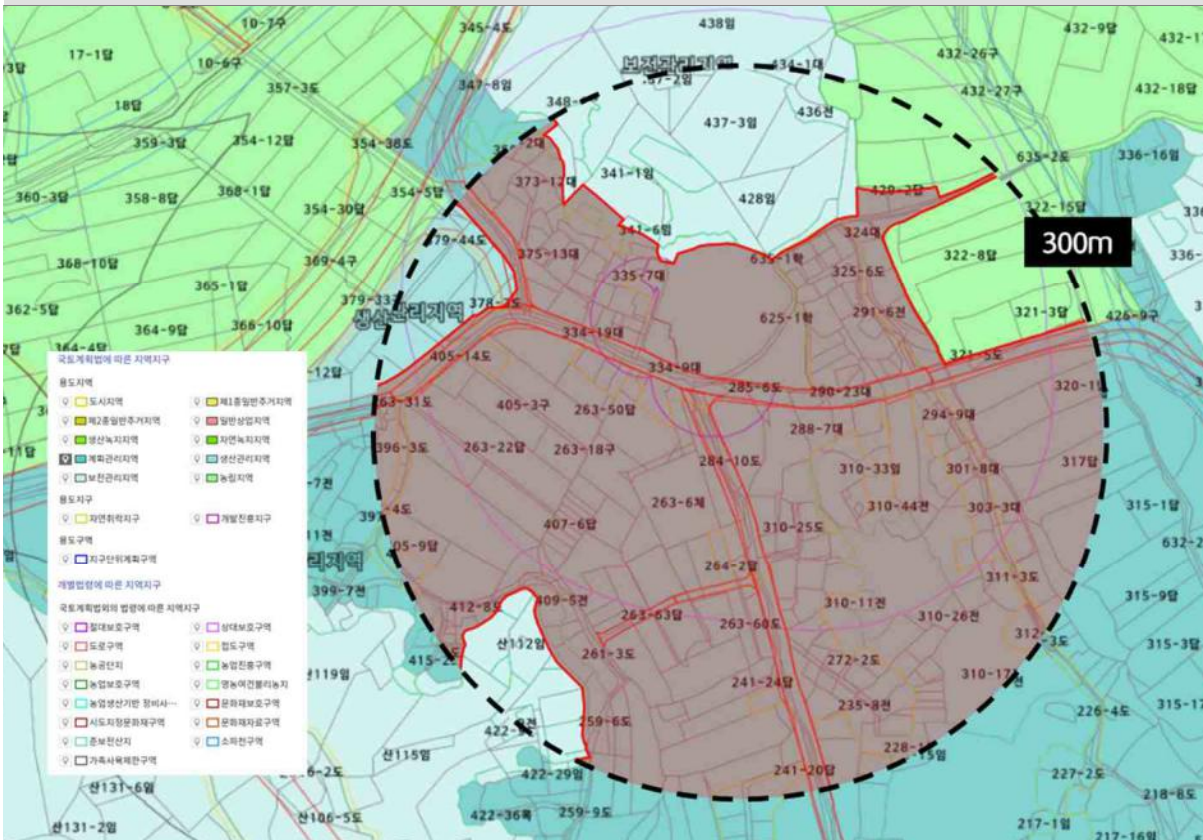 10-7구
345-4도
438임
432-9답
17-1답
432-26구
432-1
10-6구
보전관리지역
434-1대
347-8임
357-3도
432-27구
432-18답
18답
436전
437-3임
359-3답
354-12답
354-38도
635-2도
336-16임
341-1임
373-12대
360-3답
358-8답
368-1답
354-5답
420-2답
428임
354-30답
322-15답
341-6임
324대
379-44도
300m
375-13대
635-1학
322-8답
368-10답
369-4구
335-7대
325-6도
365-1답
379-33
378-3도
생산관리지역
625-1학
291-6전
321-3답
362-5답
364-9답
366-10답
334-19대
426-9구
364-4답
405-14도
334-9대
321-5도
285-6도
290-23대
320-1
263-31도
405-3구
263-50답
294-9대
288-7대
396-3도
263-22답
263-18구
284-10도
310-33임
301-8대
317답
263-6체
310-44전
303-3대
315-1답
407-6답
310-25도
405-9답
264-2답
311-3도
399-7전
412-8도
409-5전
263-63답
310-11전
315-9답
263-60도
310-26전
산112임
261-3도
315-3답
272-2도
241-24답
235-8전
226-4도
259-6도
산115임
241-20답
422-29임
227-2도
산131-6임
218-8도
산106-5도
422-36목
259-9도
217-1임
산131-2임
217-16임
국토계획법에 따른 지역지구
용도지역
도시지역 제1종일반주거지역
제2종일반주거지역 일반상업지역
생산녹지지역 자연녹지지역
계획관리지역 생산관리지역
보전관리지역 농림지역
용도지구
자연취락지구 개발진흥지구
용도구역
지구단위계획구역
개별법령에 따른 지역지구
국토계획법외의 법령에 따른 지역지구
절대보호구역 상대보호구역
도로구역 접도구역
농공단지 농업진흥구역
농업보호구역 영농여건불리농지
농업생산기반 정비사… 문화재보호구역
시도지정문화재구역 문화재자료구역
준보전산지 소하천구역
가축사육제한구역